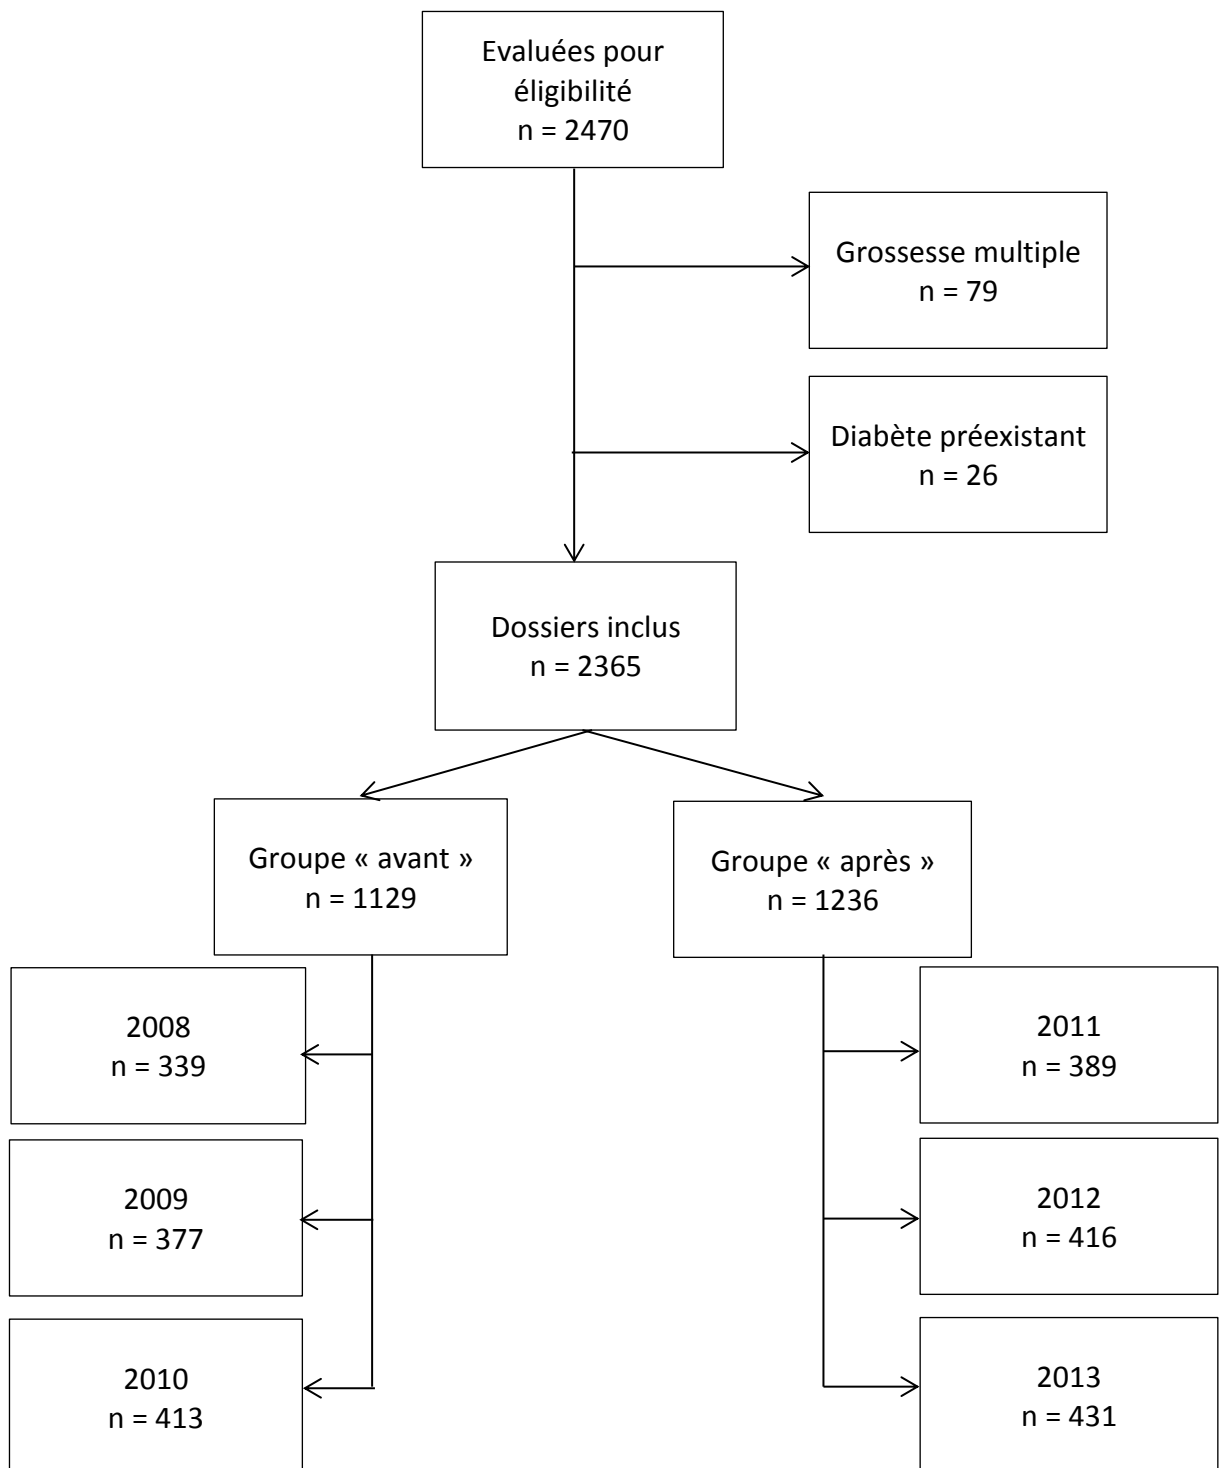 Evaluées pour
éligibilité
n = 2470
Grossesse multiple
n = 79
Diabète préexistant
n = 26
Dossiers inclus
n = 2365
Groupe « avant »
n = 1129
Groupe « après »
n = 1236
2008
n = 339
2009
n = 377
2010
n = 413
2011
n = 389
2012
n = 416
2013
n = 431